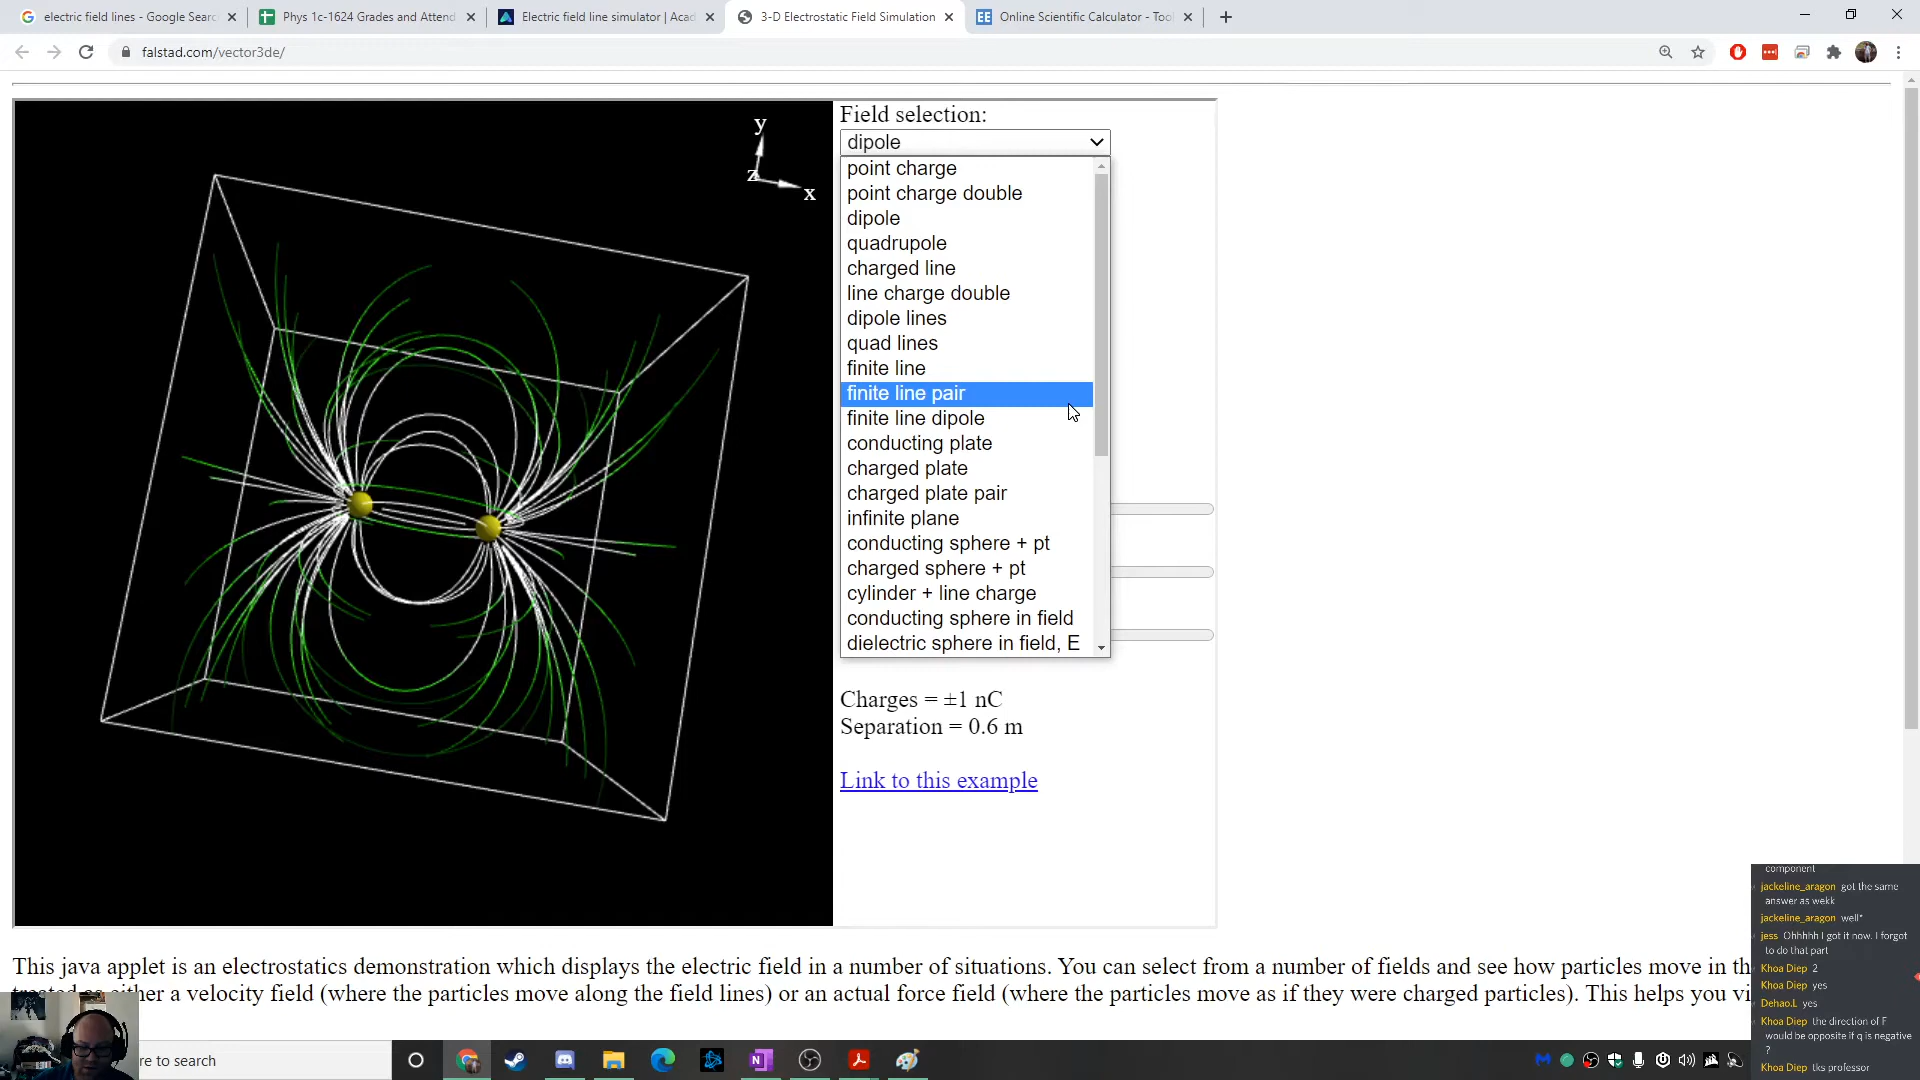 electric field lines - Google Sear
Phys 1c-1624 Grades and Attend
Electric field line simulator | Acad
3-D Electrostatic Field Simulation
Online Scientific Calculator - Too
falstad.com/vector3de/
y
z
x
Field selection:
dipole
point charge
point charge double
dipole
quadrupole
charged line
line charge double
dipole lines
quad lines
finite line
finite line pair
finite line dipole
conducting plate
charged plate
charged plate pair
infinite plane
conducting sphere + pt
charged sphere + pt
cylinder + line charge
conducting sphere in field
dielectric sphere in field, E
Charges = ±1 nC
Separation = 0.6 m
Link to this example
This java applet is an electrostatics demonstration which displays the electric field in a number of situations. You can select from a number of fields and see how particles move in th
either a velocity field (where the particles move along the field lines) or an actual force field (where the particles move as if they were charged particles). This helps you vi
component
jackeline_aragon got the same
answer as wekk
jackeline_aragon well*
jess Ohhhhh I got it now. I forgot
to do that part
Khoa Diep 2
Khoa Diep yes
Dehao.L yes
Khoa Diep the direction of F
would be opposite if q is negative
?
Khoa Diep tks professor
re to search